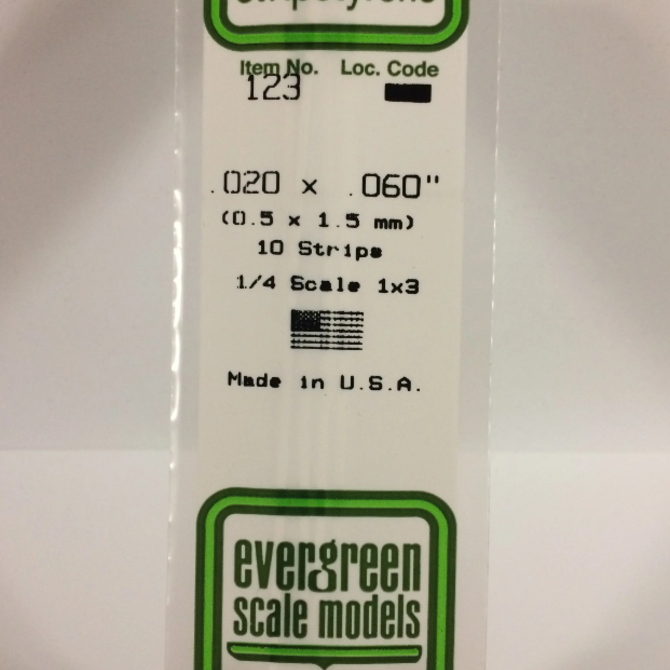 Item No. Loc. Code
123
.020 x .060"
(0.5 x 1.5 mm)
10 Strips
1/4 Scale 1x3
Made in U.S.A.
evergreen
scale models